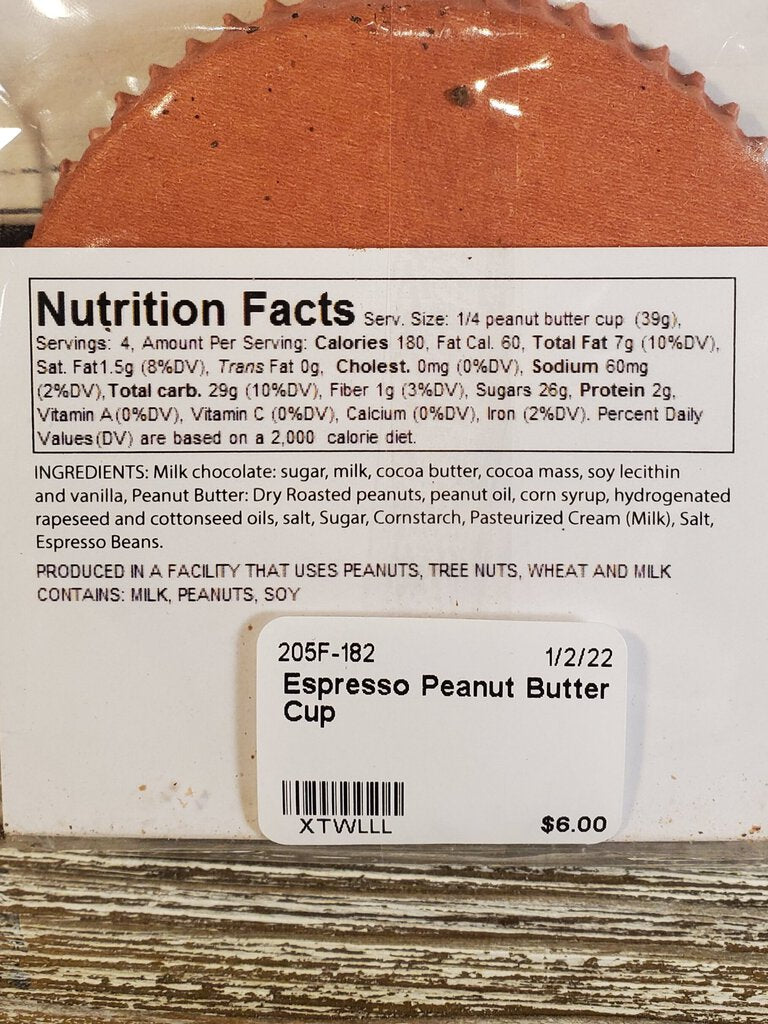 Nutrition Facts Serv. Size: 1/4 peanut butter cup (39g),
Servings: 4, Amount Per Serving: Calories 180, Fat Cal. 60, Total Fat 7g (10%DV),
Sat. Fat1.5g (8%DV), Trans Fat 0g, Cholest. 0mg (0%DV), Sodium 60mg
(2%DV), Total carb. 29g (10%DV), Fiber 1g (3%DV), Sugars 26g, Protein 2g,
Vitamin A(0%DV), Vitamin C (0%DV), Calcium (0%DV), Iron (2%DV). Percent Daily
Values(DV) are based on a 2,000 calorie diet.
INGREDIENTS: Milk chocolate: sugar, milk, cocoa butter, cocoa mass, soy lecithin
and vanilla, Peanut Butter: Dry Roasted peanuts, peanut oil, corn syrup, hydrogenated
rapeseed and cottonseed oils, salt, Sugar, Cornstarch, Pasteurized Cream (Milk), Salt,
Espresso Beans.
PRODUCED IN A FACILITY THAT USES PEANUTS, TREE NUTS, WHEAT AND MILK
CONTAINS: MILK, PEANUTS, SOY
205F-182 1/2/22
Espresso Peanut Butter
Cup
XTWLLL $6.00